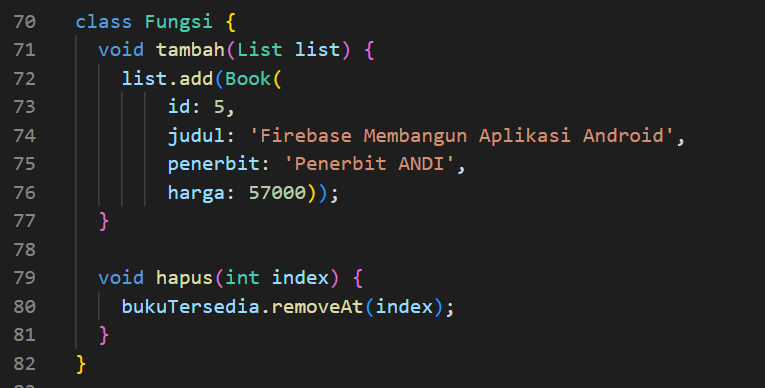 70 class Fungsi {
71   void tambah(List list) {
72     list.add(Book(
73         id: 5,
74         judul: 'Firebase Membangun Aplikasi Android',
75         penerbit: 'Penerbit ANDI',
76         harga: 57000));
77   }
78
79   void hapus(int index) {
80     bukuTersedia.removeAt(index);
81   }
82 }